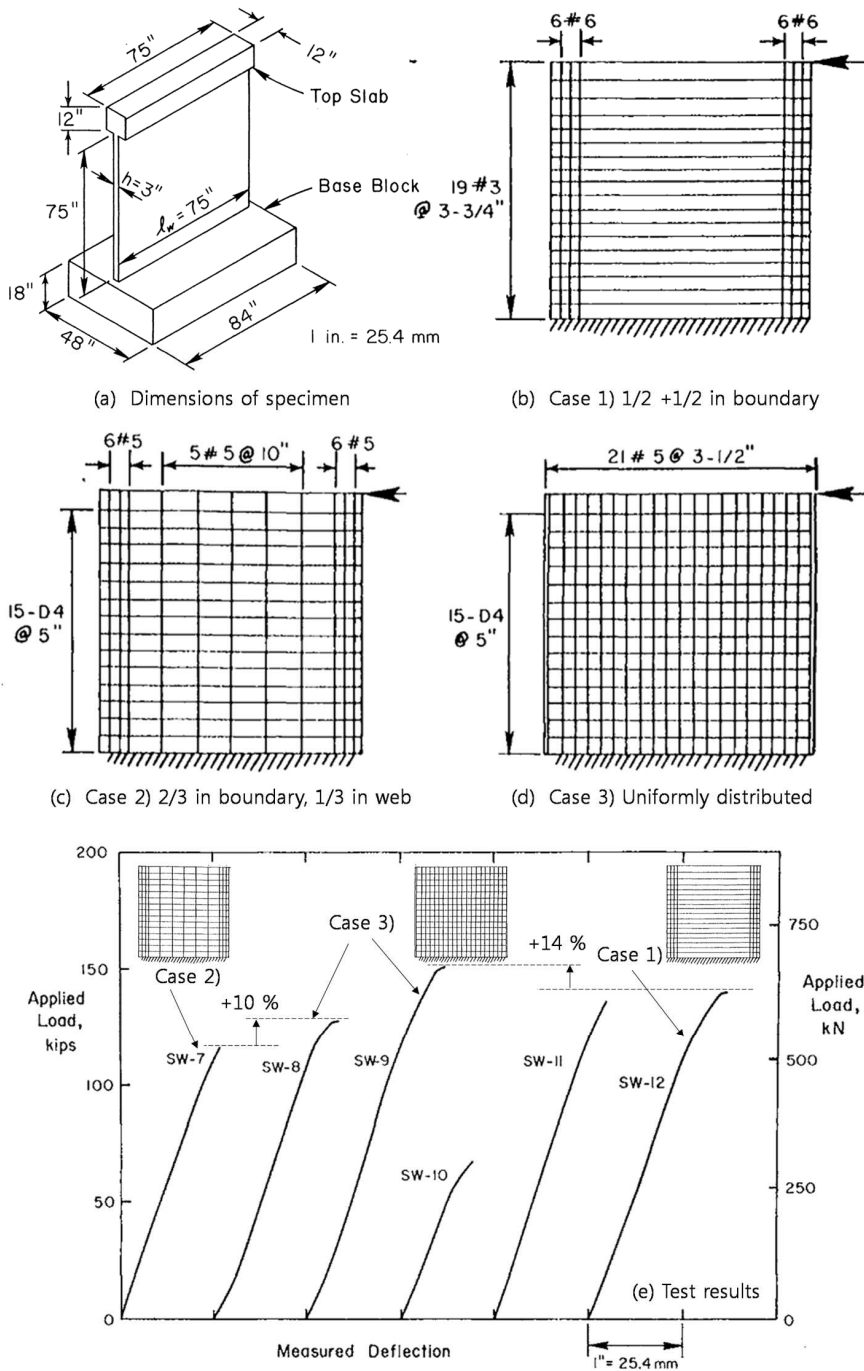 75"
12"
Top Slab
12"
h=3"
Base Block
75"
ℓw = 75"
18"
48"
84"
1 in. = 25.4 mm
(a) Dimensions of specimen
6#6
6#6
19 #3
@ 3-3/4"
(b) Case 1) 1/2 +1/2 in boundary
6#5
5 # 5 @ 10"
6 #5
15-D4
@ 5"
(c) Case 2) 2/3 in boundary, 1/3 in web
21 # 5 @ 3-1/2"
15-D4
@ 5"
(d) Case 3) Uniformly distributed
200
150
100
50
0
Applied
Load,
kips
Case 2)
+10 %
Case 3)
+14 %
Case 1)
SW-7
SW-8
SW-9
SW-10
SW-11
SW-12
750
500
250
0
Applied
Load,
kN
(e) Test results
Measured Deflection
1" = 25.4 mm